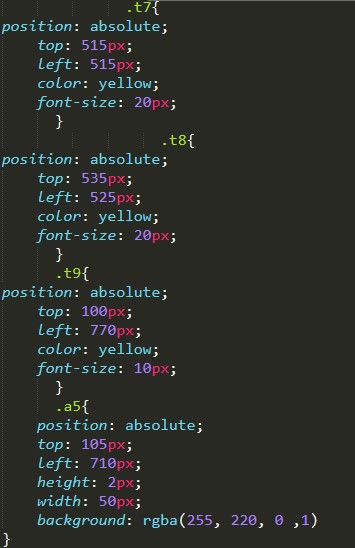 .t7{
position: absolute;
top: 515px;
left: 515px;
color: yellow;
font-size: 20px;
}
.t8{
position: absolute;
top: 535px;
left: 525px;
color: yellow;
font-size: 20px;
}
.t9{
position: absolute;
top: 100px;
left: 770px;
color: yellow;
font-size: 10px;
}
.a5{
position: absolute;
top: 105px;
left: 710px;
height: 2px;
width: 50px;
background: rgba(255, 220, 0 ,1)
}